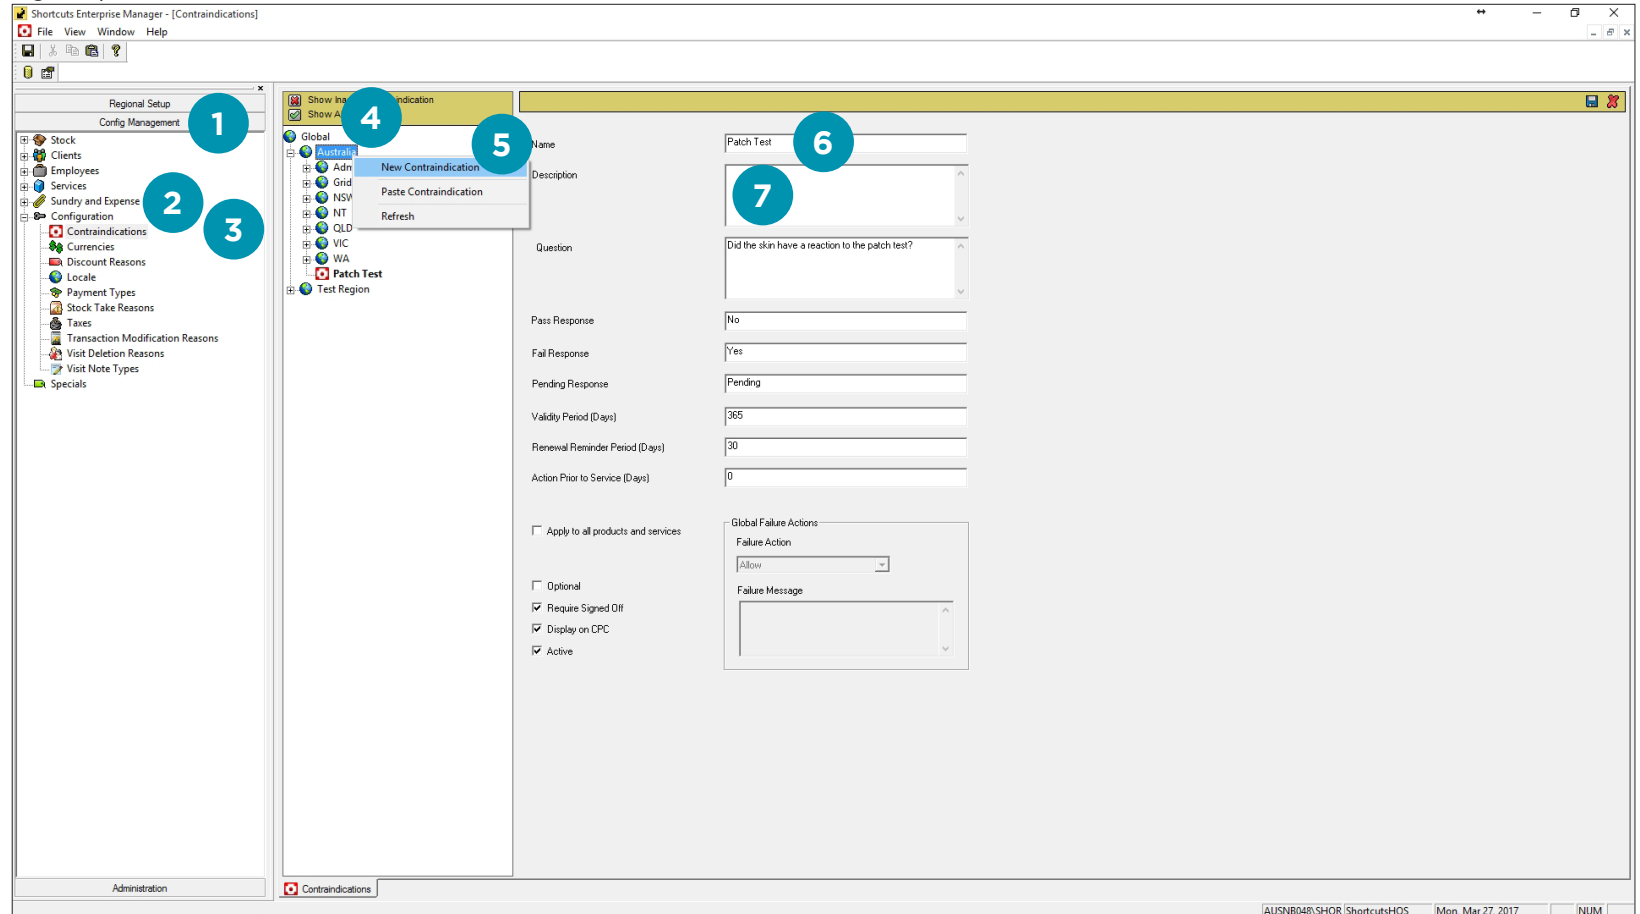 Shortcuts Enterprise Manager - [Contraindications]
File View Window Help
Regional Setup
Config Management
1
Stock
Clients
Employees
Services
Sundry and Expense
2
Configuration
3
Contraindications
Currencies
Discount Reasons
Locale
Payment Types
Stock Take Reasons
Taxes
Transaction Modification Reasons
Visit Deletion Reasons
Visit Note Types
Specials
Administration
Show
Show
4
5
Global
Australia
Grid
NSW
NT
QLD
VIC
WA
Patch Test
Test Region
New Contraindication
Paste Contraindication
Refresh
Contraindications
Name
Patch Test
6
Description
7
Question
Did the skin have a reaction to the patch test?
Pass Response
No
Fail Response
Yes
Pending Response
Pending
Validity Period (Days)
365
Renewal Reminder Period (Days)
30
Action Prior to Service (Days)
0
Apply to all products and services
Optional
Require Signed Off
Display on CPC
Active
Global Failure Actions
Failure Action
Allow
Failure Message
AUSNB048\SHOR ShortcutsHOS Mon, Mar 27, 2017 NUM